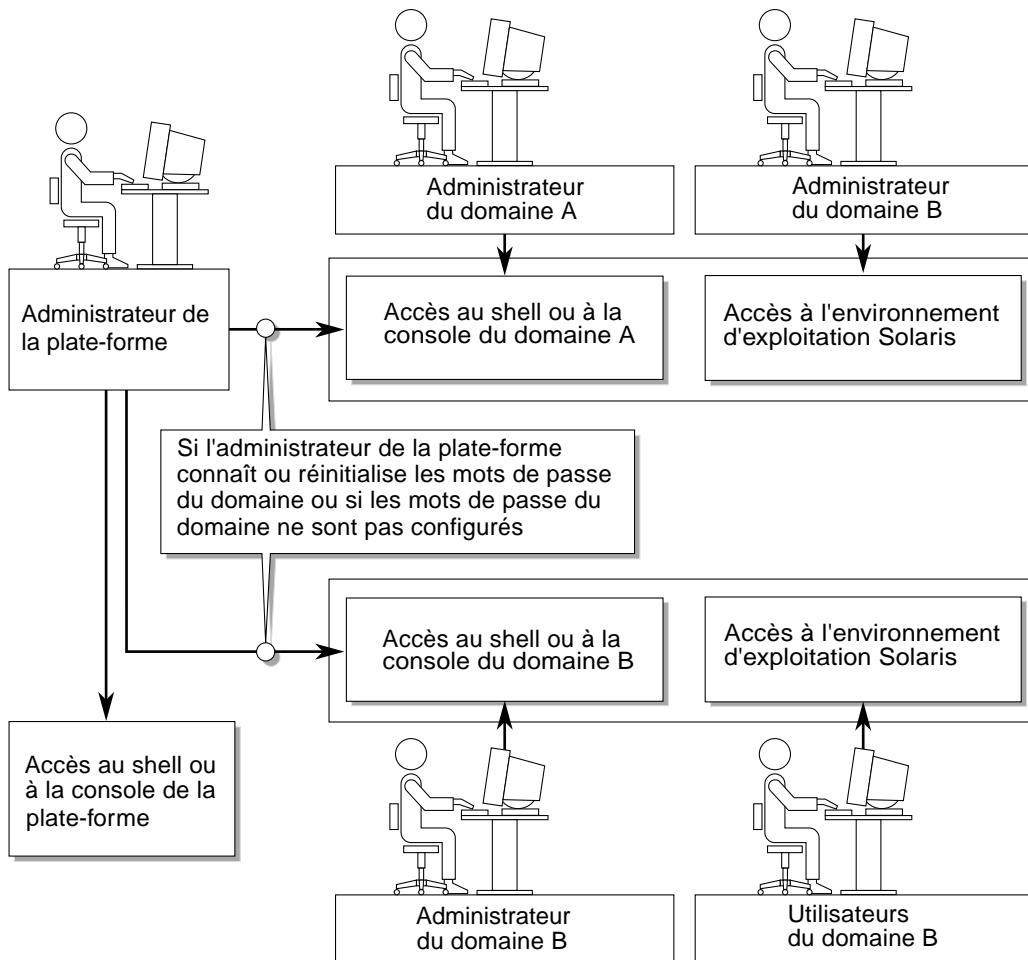 Administrateur
du domaine A
Administrateur
du domaine B
Administrateur de
la plate-forme
Accès au shell ou à la
console du domaine A
Accès à l'environnement
d'exploitation Solaris
Si l'administrateur de la plate-forme
connaît ou réinitialise les mots de passe
du domaine ou si les mots de passe du
domaine ne sont pas configurés
Accès au shell ou à la
console du domaine B
Accès à l'environnement
d'exploitation Solaris
Accès au shell ou
à la console de la
plate-forme
Administrateur
du domaine B
Utilisateurs
du domaine B